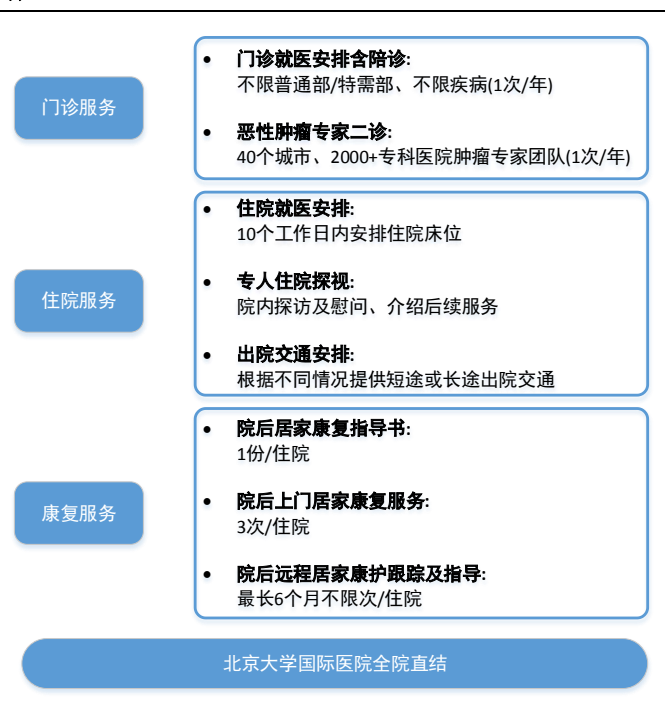 门诊服务
• 门诊就医安排含陪诊:
不限普通部/特需部、不限疾病(1次/年)
• 恶性肿瘤专家二诊:
40个城市、2000+专科医院肿瘤专家团队(1次/年)
住院服务
• 住院就医安排:
10个工作日内安排住院床位
• 专人住院探视:
院内探访及慰问、介绍后续服务
• 出院交通安排:
根据不同情况提供短途或长途出院交通
康复服务
• 院后居家康复指导书:
1份/住院
• 院后上门居家康复服务:
3次/住院
• 院后远程居家康护跟踪及指导:
最长6个月不限次/住院
北京大学国际医院全院直结